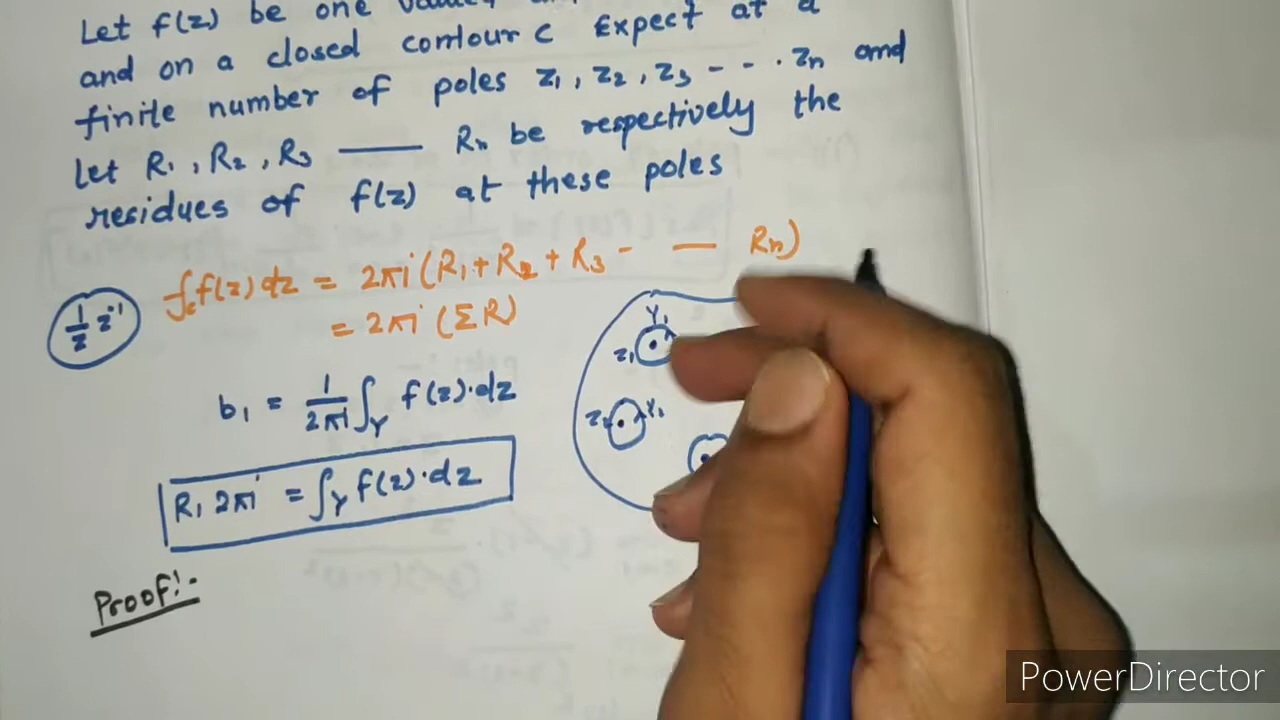 Let f(z) be one valued
and on a closed contour C Expect at a
finite number of poles z₁, z₂, z₃ - - . zn and
let R₁, R₂, R₃ —— Rn be respectively the
residues of f(z) at these poles
∫c f(z) dz = 2πi (R₁ + R₂ + R₃ - — Rn)
= 2πi (ΣR)
1/z z⁻¹
b₁ = 1/2πi ∫γ f(z)·dz
R₁ 2πi = ∫γ f(z)·dz
z₁ γ₁
z₂
Proof:-
PowerDirector